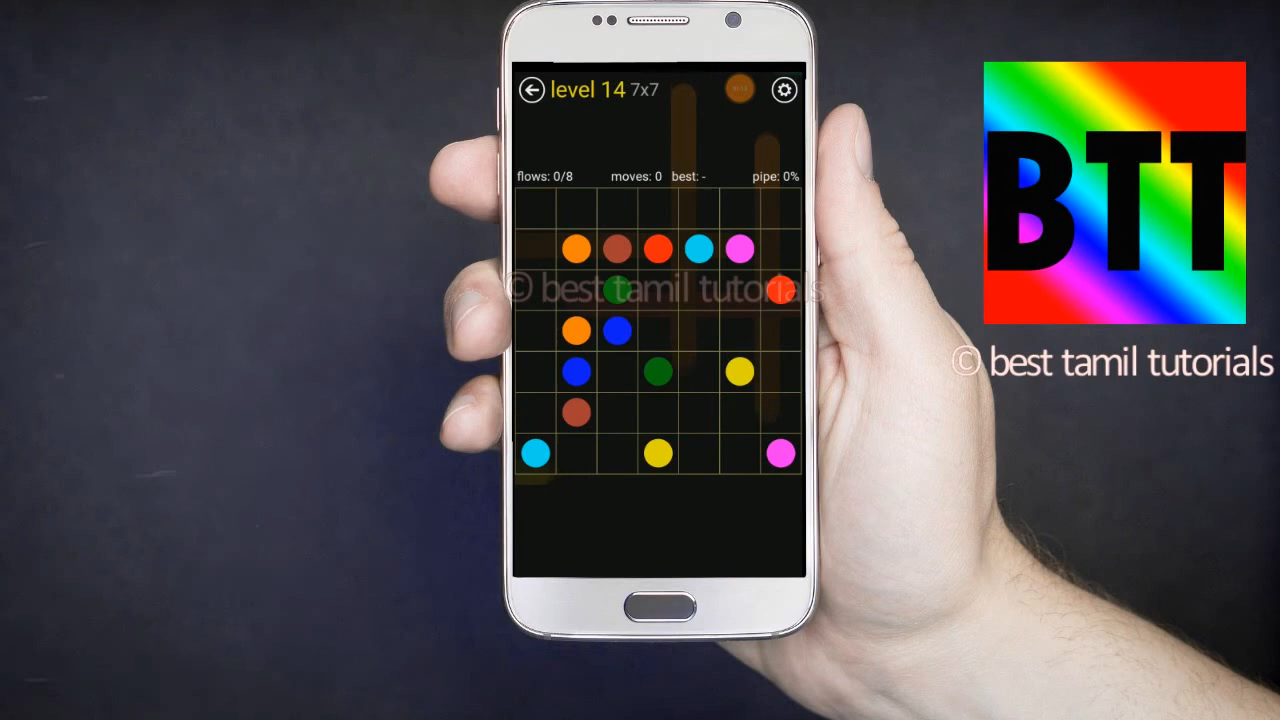 level 14 7x7
flows: 0/8 moves: 0 best: - pipe: 0%
© best tamil tutorials
BTT
© best tamil tutorials